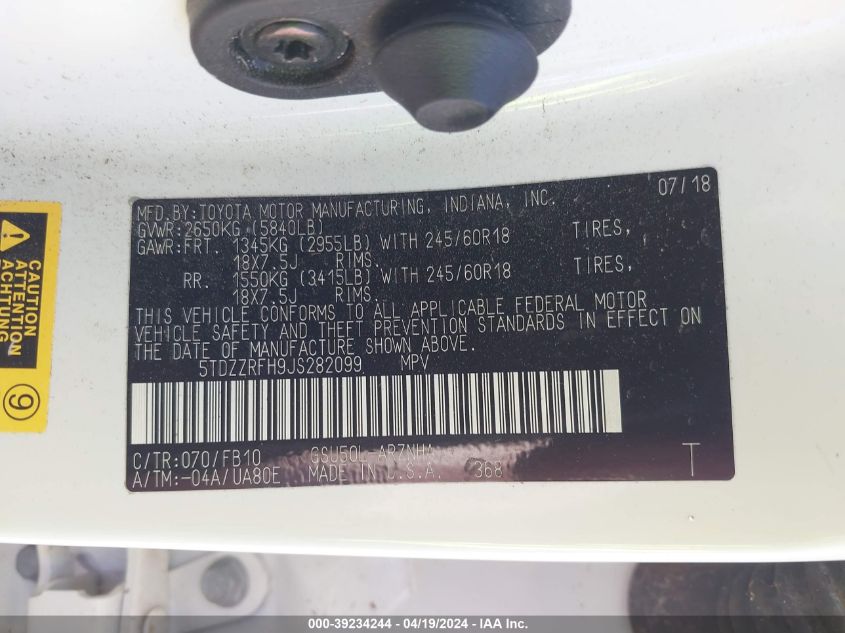 07/18
MFD.BY:TOYOTA MOTOR MANUFACTURING, INDIANA, INC.
GVWR:2650KG (5840LB)
GAWR:FRT. 1345KG (2955LB) WITH 245/60R18 TIRES,
18X7.5J RIMS.
RR. 1550KG (3415LB) WITH 245/60R18 TIRES,
18X7.5J RIMS.
THIS VEHICLE CONFORMS TO ALL APPLICABLE FEDERAL MOTOR
VEHICLE SAFETY AND THEFT PREVENTION STANDARDS IN EFFECT ON
THE DATE OF MANUFACTURE SHOWN ABOVE.
5TDZZRFH9JS282099 MPV
C/TR:070/FB10 GSU50L-
A/TM:-04A/UA80E MADE IN U.S.A. 368 T
CAUTION
ATTENTION
9
000-39234244 - 04/19/2024 - IAA Inc.